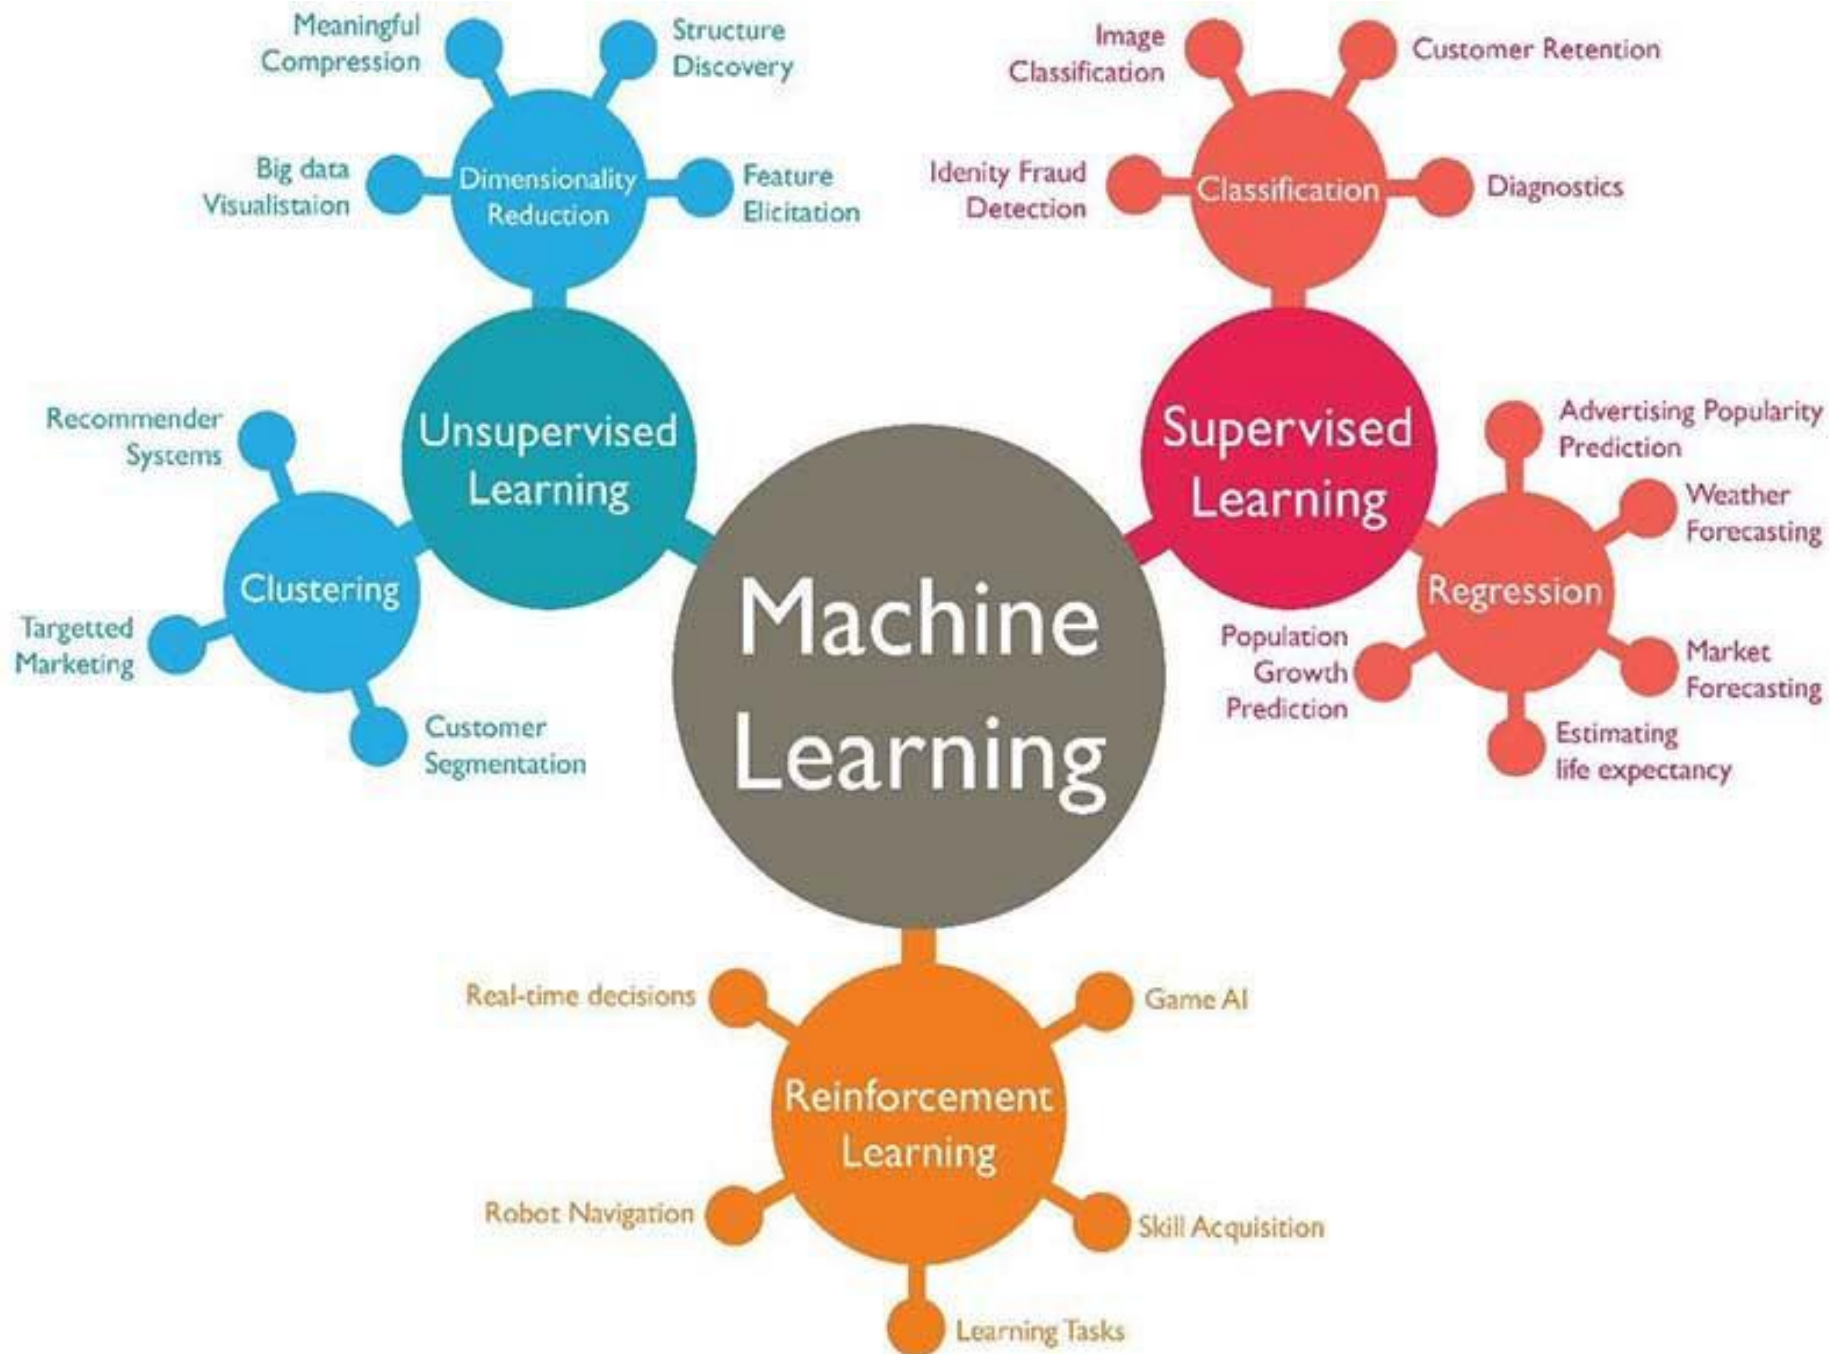 Meaningful
Compression
Structure
Discovery
Big data
Visualistaion
Dimensionality
Reduction
Feature
Elicitation
Image
Classification
Customer Retention
Idenity Fraud
Detection
Classification
Diagnostics
Unsupervised
Learning
Recommender
Systems
Clustering
Targetted
Marketing
Customer
Segmentation
Machine
Learning
Supervised
Learning
Advertising Popularity
Prediction
Weather
Forecasting
Regression
Population
Growth
Prediction
Market
Forecasting
Estimating
life expectancy
Real-time decisions
Game AI
Reinforcement
Learning
Robot Navigation
Skill Acquisition
Learning Tasks